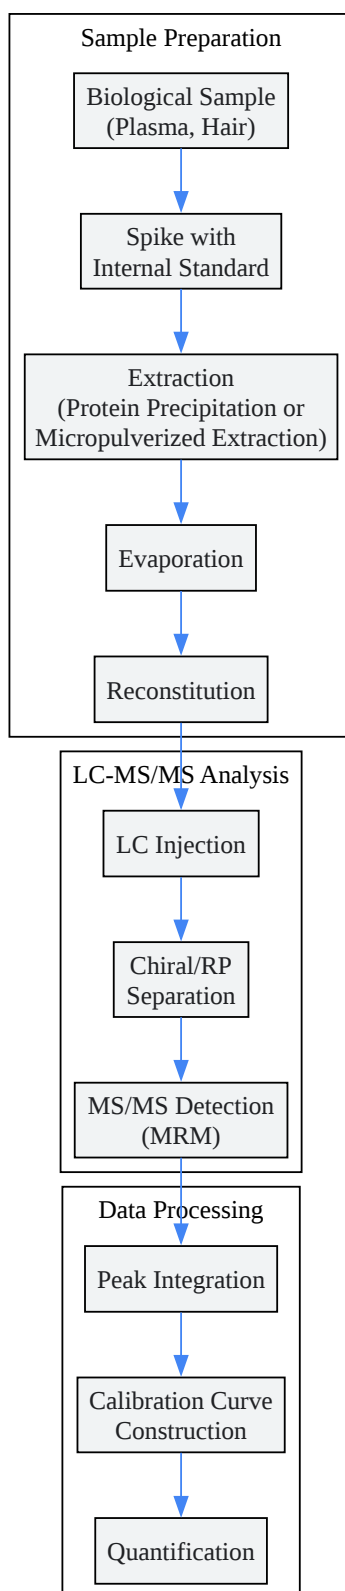 Sample Preparation
Biological Sample
(Plasma, Hair)
Spike with
Internal Standard
Extraction
(Protein Precipitation or
Micropulverized Extraction)
Evaporation
Reconstitution
LC-MS/MS Analysis
LC Injection
Chiral/RP
Separation
MS/MS Detection
(MRM)
Data Processing
Peak Integration
Calibration Curve
Construction
Quantification